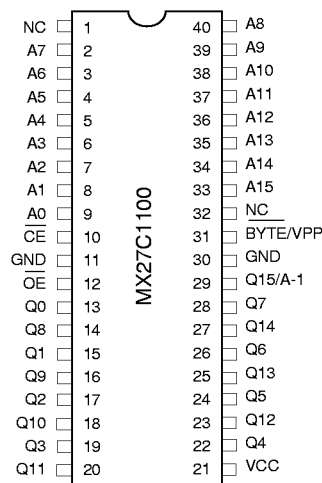 NC 1 40 A8
A7 2 39 A9
A6 3 38 A10
A5 4 37 A11
A4 5 36 A12
A3 6 35 A13
A2 7 34 A14
A1 8 33 A15
A0 9 32 NC
CE 10 31 BYTE/VPP
GND 11 30 GND
OE 12 29 Q15/A-1
Q0 13 28 Q7
Q8 14 27 Q14
Q1 15 26 Q6
Q9 16 25 Q13
Q2 17 24 Q5
Q10 18 23 Q12
Q3 19 22 Q4
Q11 20 21 VCC
MX27C1100